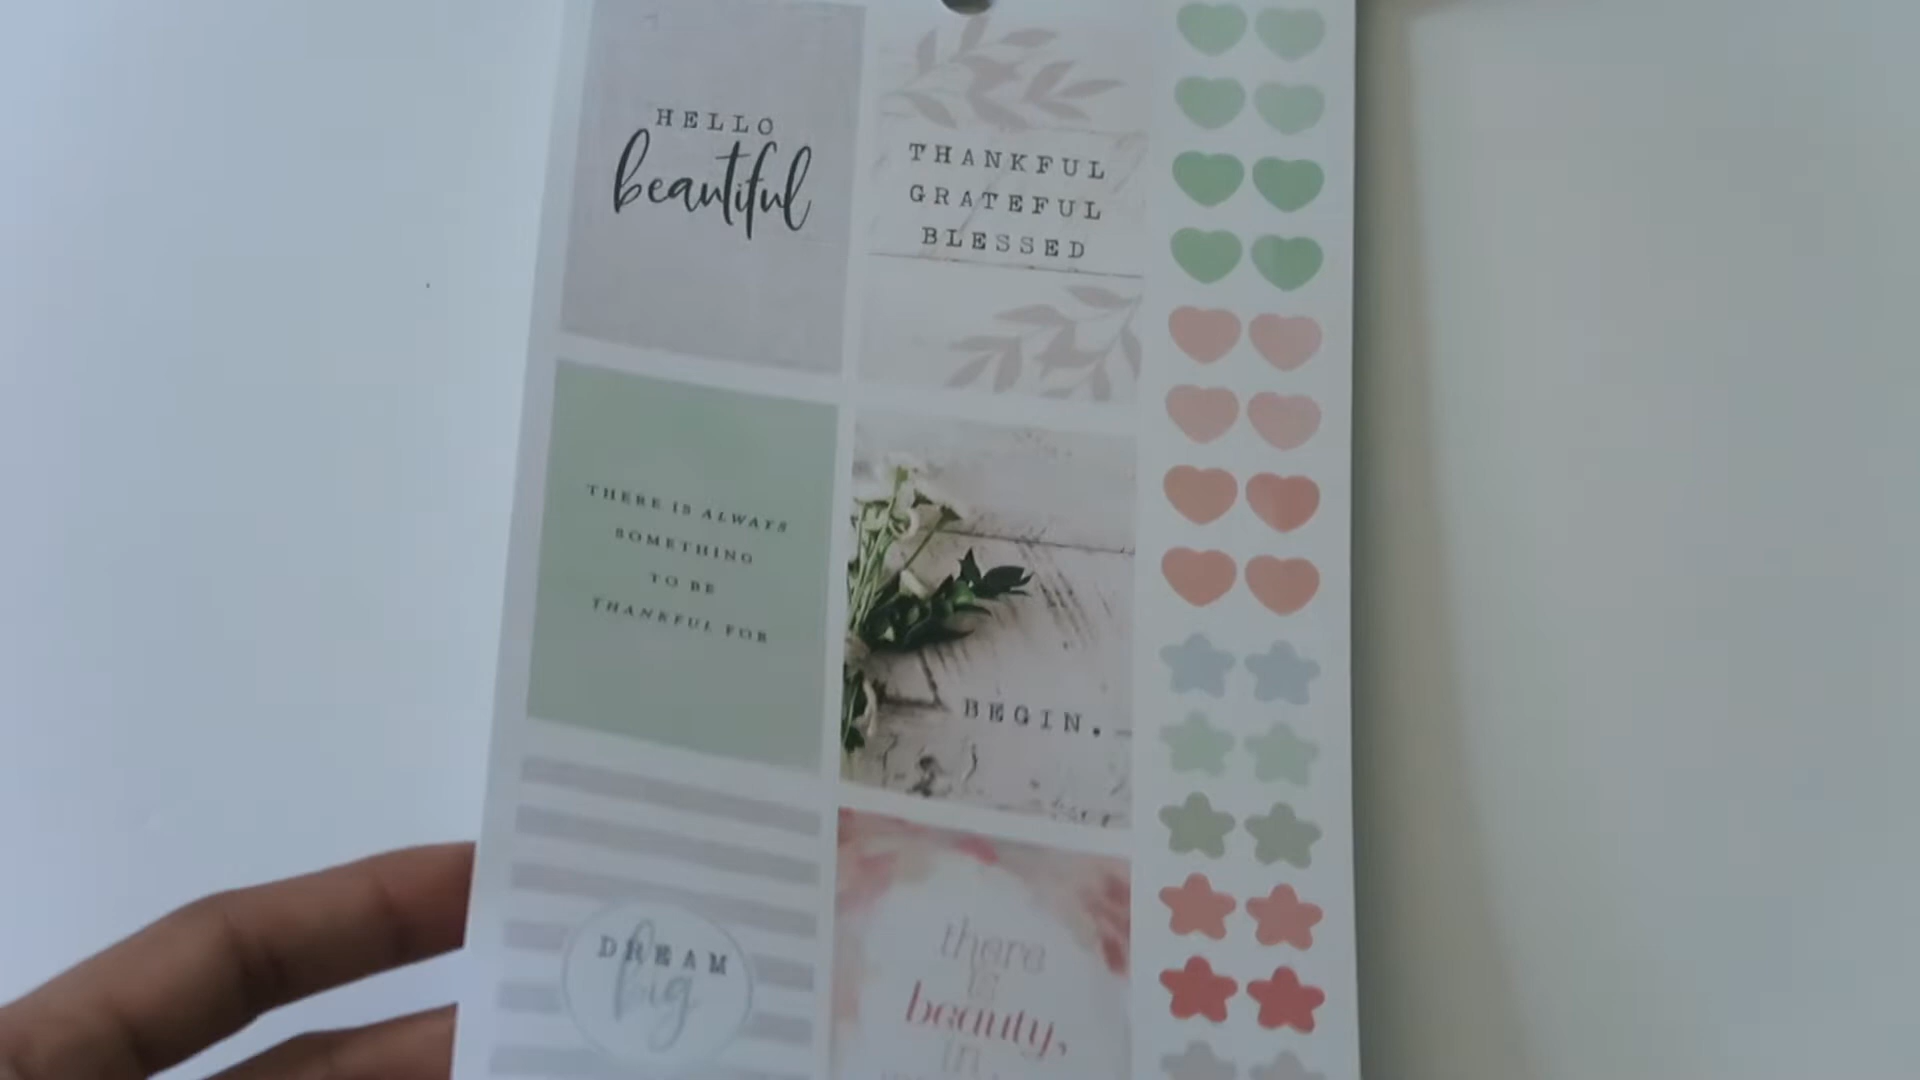 HELLO
beautiful
THANKFUL
GRATEFUL
BLESSED
THERE IS ALWAYS
SOMETHING
TO BE
THANKFUL FOR
BEGIN.
DREAM
big
there
is
beauty,
in